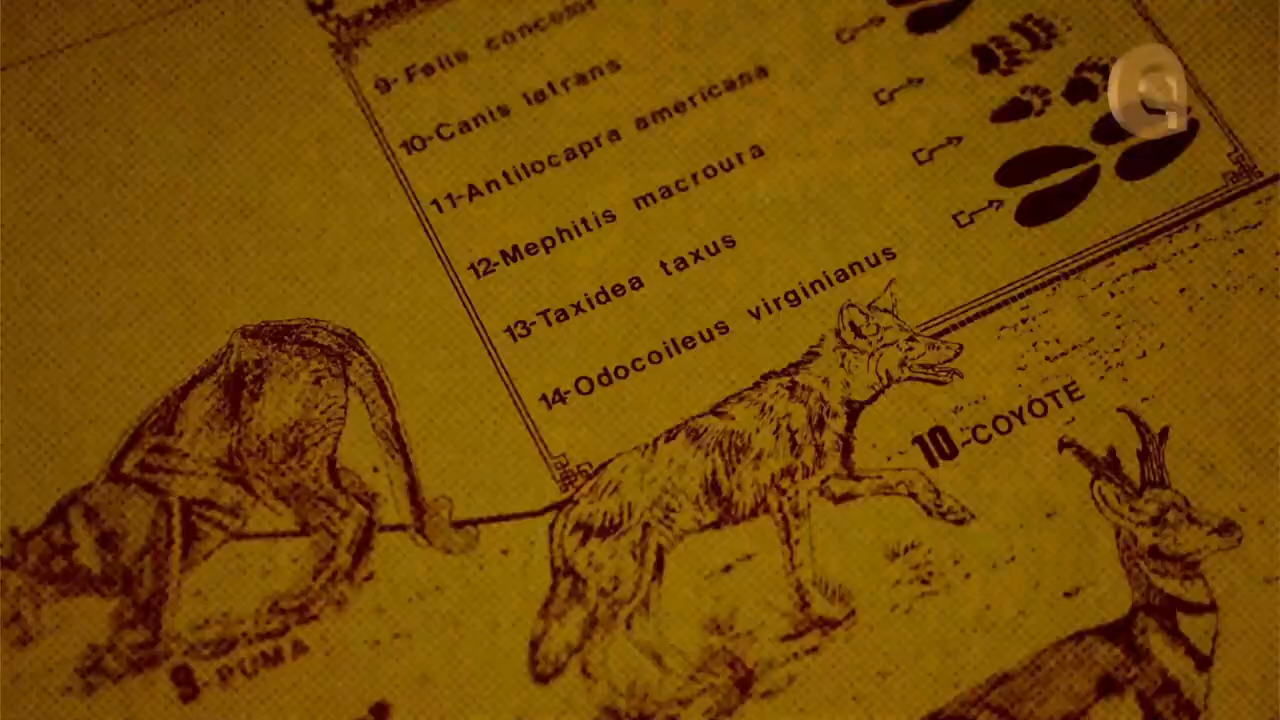 9-Felis concolor
10-Canis latrans
11-Antilocapra americana
12-Mephitis macroura
13-Taxidea taxus
14-Odocoileus virginianus
10-COYOTE
9-PUMA